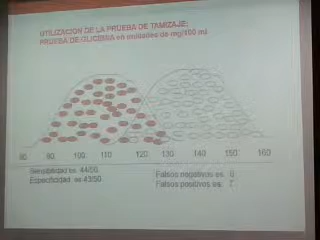 UTILIZACION DE LA PRUEBA DE TAMIZAJE:
PRUEBA DE GLICEMIA en unidades de mg/100 ml
80 90 100 110 120 130 140 150 160
Sensibilidad es 44/50
Especificidad es 43/50
Falsos negativos es 6
Falsos positivos es 7